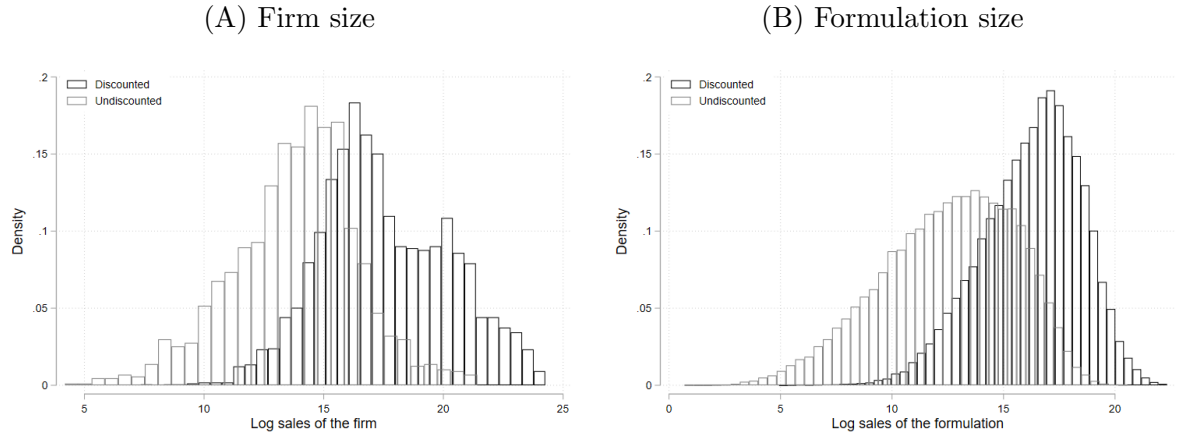 (A) Firm size
.2
.15
.1
.05
0
Density
Discounted
Undiscounted
5 10 15 20 25
Log sales of the firm
(B) Formulation size
.2
.15
.1
.05
0
Density
Discounted
Undiscounted
0 5 10 15 20
Log sales of the formulation